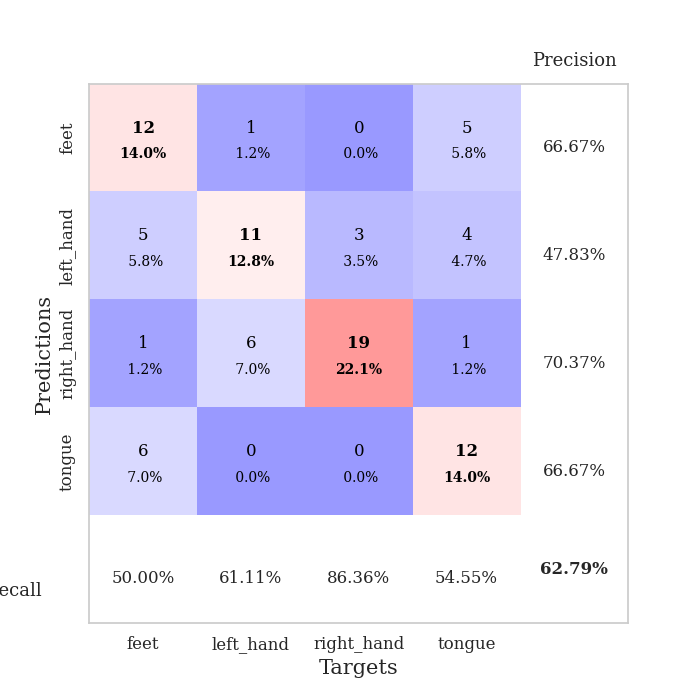 Precision
feet
12 1 0 5
14.0% 1.2% 0.0% 5.8%
66.67%
left_hand
5 11 3 4
5.8% 12.8% 3.5% 4.7%
47.83%
Predictions
right_hand
1 6 19 1
1.2% 7.0% 22.1% 1.2%
70.37%
tongue
6 0 0 12
7.0% 0.0% 0.0% 14.0%
66.67%
ecall
50.00% 61.11% 86.36% 54.55% 62.79%
feet left_hand right_hand tongue
Targets